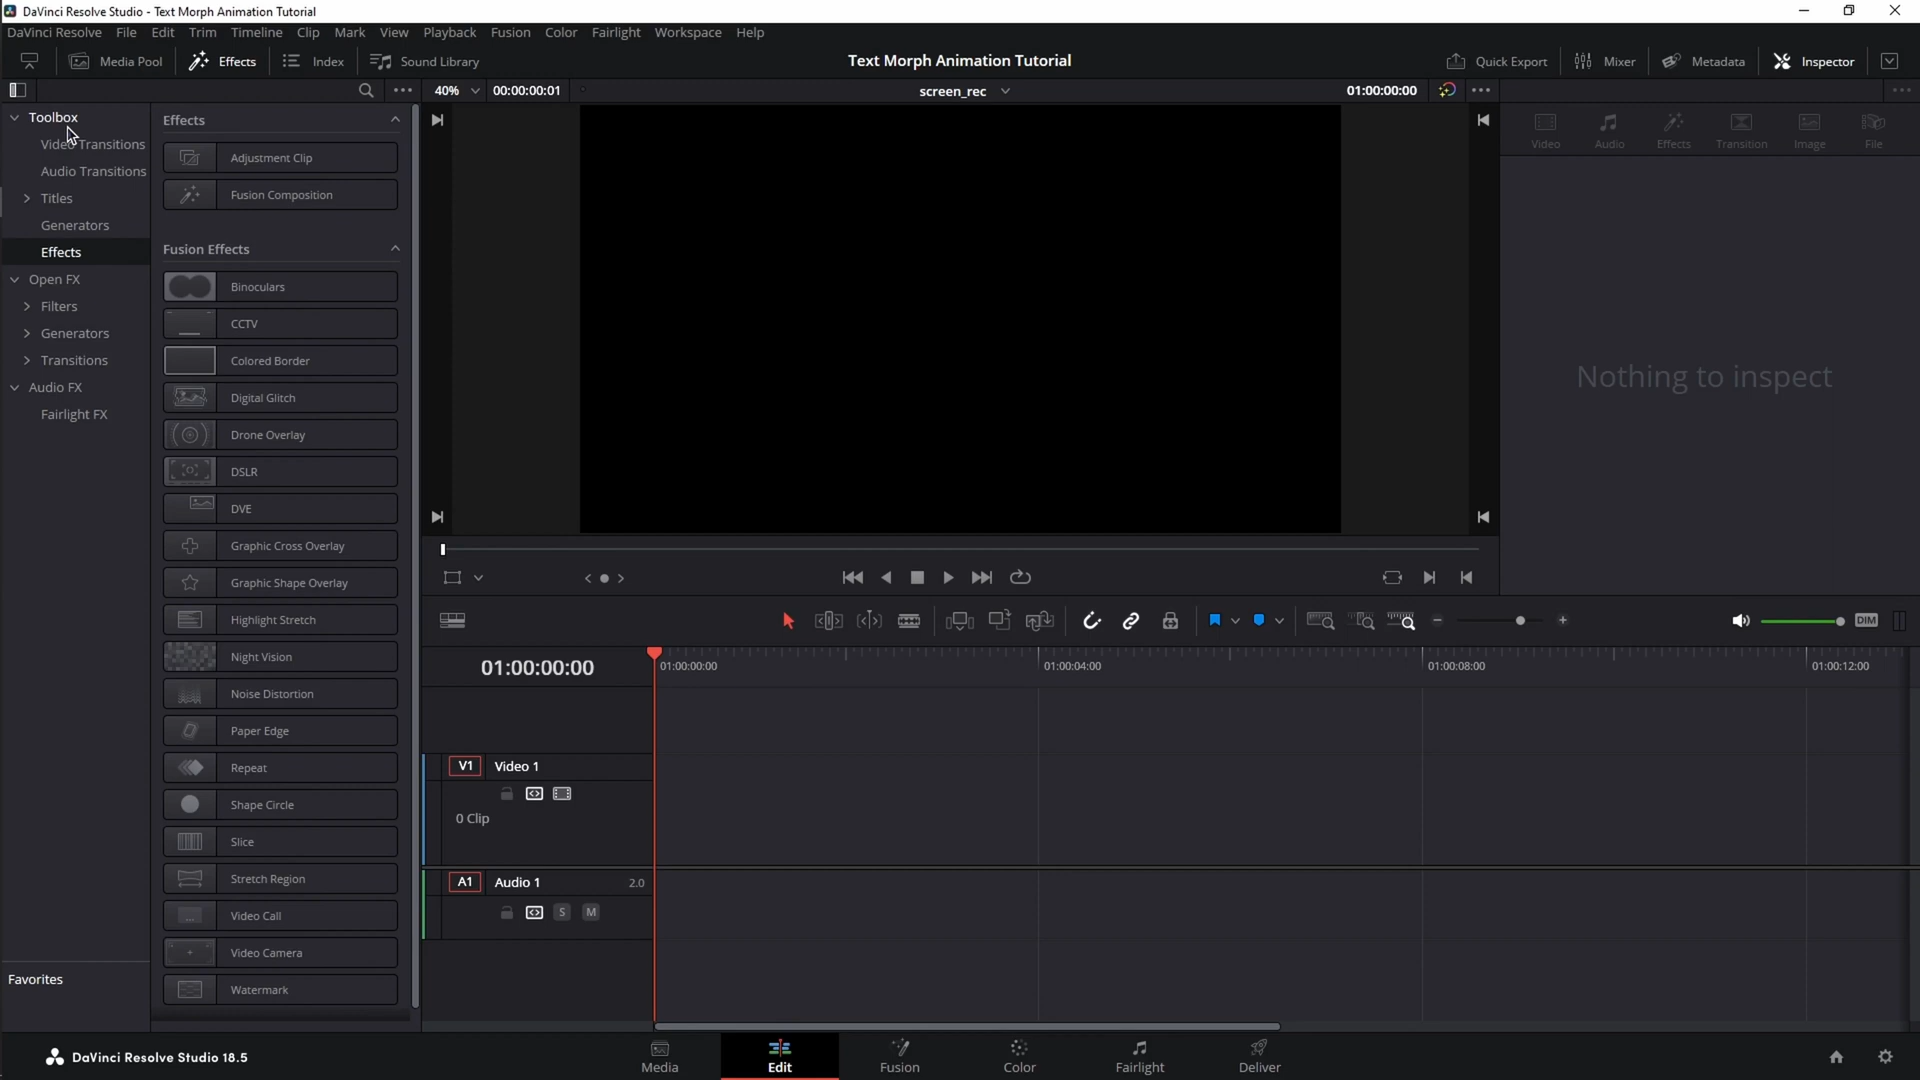 DaVinci Resolve Studio - Text Morph Animation Tutorial
DaVinci Resolve File Edit Trim Timeline Clip Mark View Playback Fusion Color Fairlight Workspace Help
Media Pool Effects Index Sound Library Text Morph Animation Tutorial Quick Export Mixer Metadata Inspector
40% 00:00:00:01 screen_rec 01:00:00:00
Toolbox
Video Transitions
Audio Transitions
Titles
Generators
Effects
Open FX
Filters
Generators
Transitions
Audio FX
Fairlight FX
Favorites
Effects
Adjustment Clip
Fusion Composition
Fusion Effects
Binoculars
CCTV
Colored Border
Digital Glitch
Drone Overlay
DSLR
DVE
Graphic Cross Overlay
Graphic Shape Overlay
Highlight Stretch
Night Vision
Noise Distortion
Paper Edge
Repeat
Shape Circle
Slice
Stretch Region
Video Call
Video Camera
Watermark
Video Audio Effects Transition Image File
Nothing to inspect
DIM
01:00:00:00 01:00:00:00 01:00:04:00 01:00:08:00 01:00:12:00
V1 Video 1
0 Clip
A1 Audio 1 2.0
S M
DaVinci Resolve Studio 18.5
Media Edit Fusion Color Fairlight Deliver